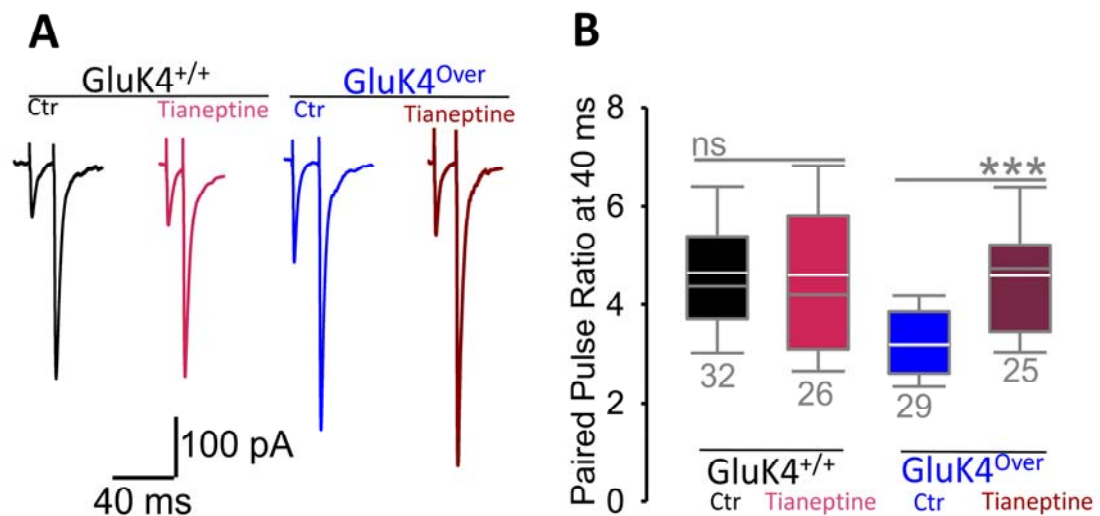 A
GluK4+/+
GluK4Over
Ctr
Tianeptine
Ctr
Tianeptine
100 pA
40 ms
B
Paired Pulse Ratio at 40 ms
8
6
4
2
0
ns
***
32
26
29
25
GluK4+/+
GluK4Over
Ctr
Tianeptine
Ctr
Tianeptine